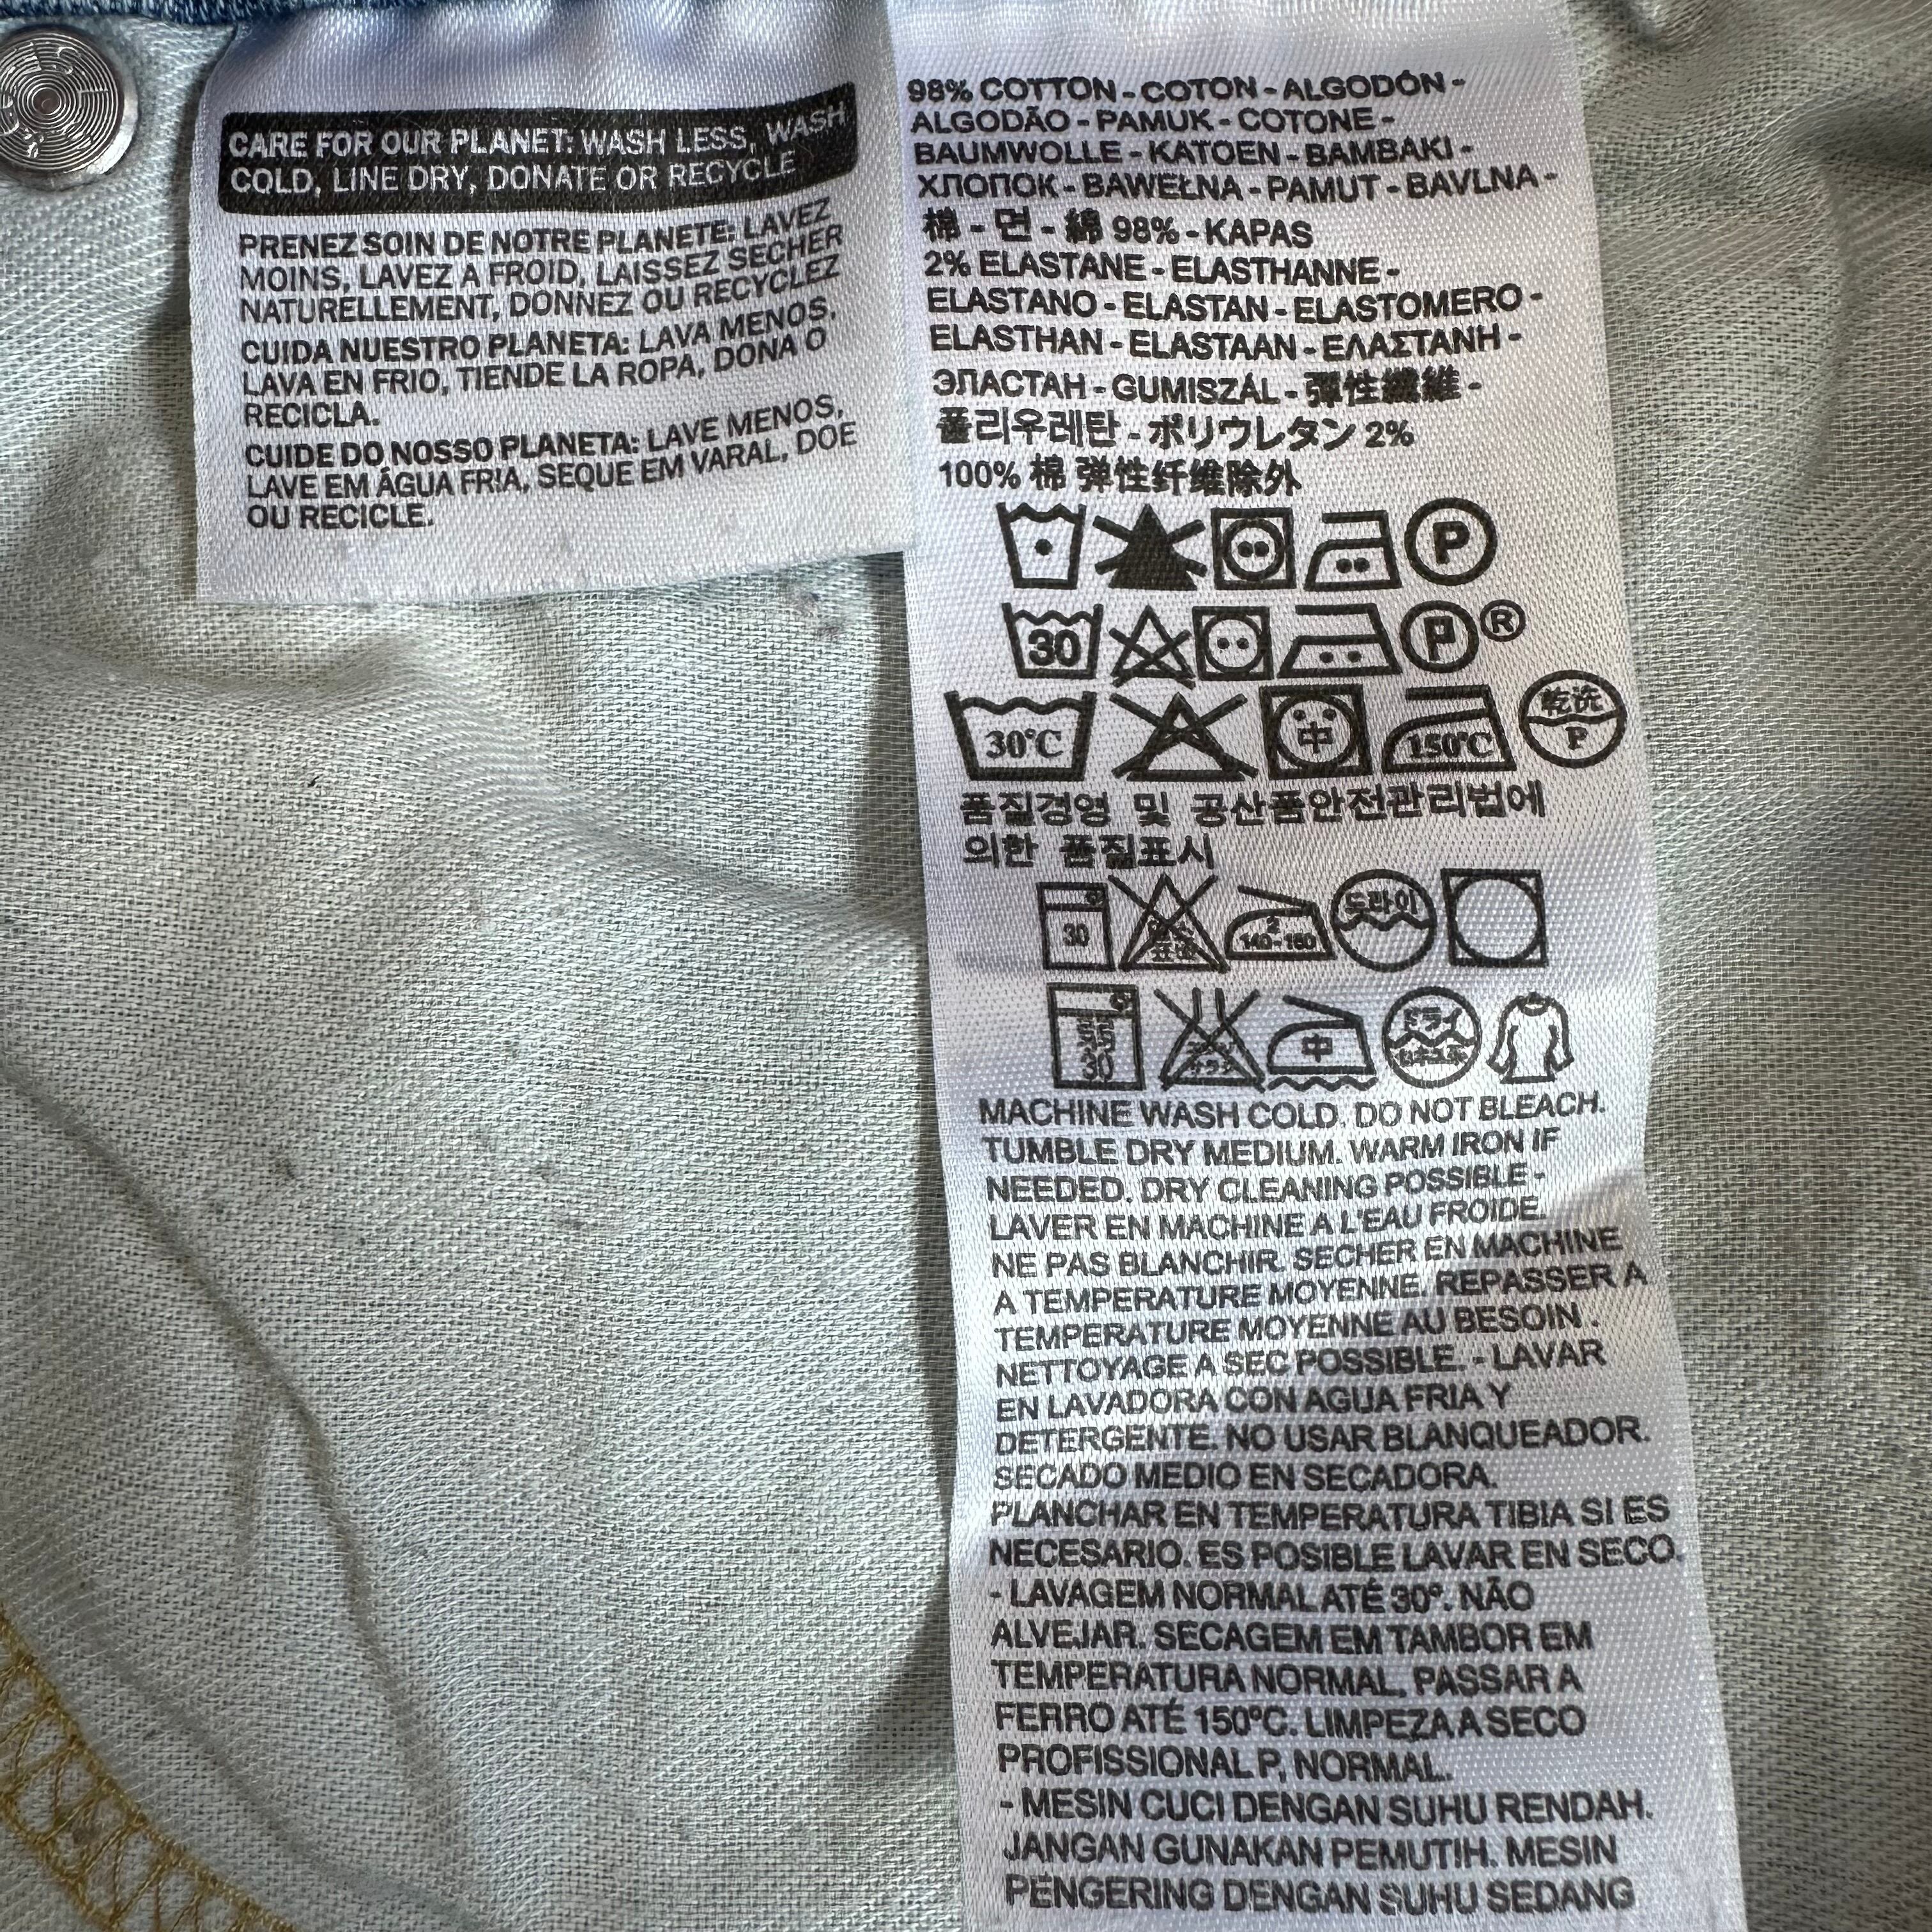 CARE FOR OUR PLANET: WASH LESS, WASH
COLD, LINE DRY, DONATE OR RECYCLE
PRENEZ SOIN DE NOTRE PLANETE: LAVEZ
MOINS, LAVEZ A FROID, LAISSEZ SECHER
NATURELLEMENT, DONNEZ OU RECYCLEZ
CUIDA NUESTRO PLANETA: LAVA MENOS,
LAVA EN FRIO, TIENDE LA ROPA, DONA O
RECICLA.
CUIDE DO NOSSO PLANETA: LAVE MENOS,
LAVE EM ÁGUA FRIA, SEQUE EM VARAL, DOE
OU RECICLE.
98% COTTON - COTON - ALGODÓN -
ALGODÃO - PAMUK - COTONE -
BAUMWOLLE - KATOEN - BAMBAKI -
ХЛОПОК - BAWEŁNA - PAMUT - BAVLNA -
棉 - 면 - 綿 98% - KAPAS
2% ELASTANE - ELASTHANNE -
ELASTANO - ELASTAN - ELASTOMERO -
ELASTHAN - ELASTAAN - ΕΛΑΣΤΑΝΗ -
ЭЛАСТАН - GUMISZÁL - 彈性纖維 -
폴리우레탄 - ポリウレタン 2%
100% 棉 弹性纤维除外
P
30 P ®
30°C 中 150°C 乾洗 P
품질경영 및 공산품안전관리법에
의한 품질표시
30 2 140-160 드라이
30 中 ドライ
MACHINE WASH COLD. DO NOT BLEACH.
TUMBLE DRY MEDIUM. WARM IRON IF
NEEDED. DRY CLEANING POSSIBLE -
LAVER EN MACHINE A L'EAU FROIDE.
NE PAS BLANCHIR. SECHER EN MACHINE
A TEMPERATURE MOYENNE. REPASSER A
TEMPERATURE MOYENNE AU BESOIN .
NETTOYAGE A SEC POSSIBLE. - LAVAR
EN LAVADORA CON AGUA FRIA Y
DETERGENTE. NO USAR BLANQUEADOR.
SECADO MEDIO EN SECADORA.
PLANCHAR EN TEMPERATURA TIBIA SI ES
NECESARIO. ES POSIBLE LAVAR EN SECO.
- LAVAGEM NORMAL ATÉ 30º. NÃO
ALVEJAR. SECAGEM EM TAMBOR EM
TEMPERATURA NORMAL, PASSAR A
FERRO ATÉ 150ºC. LIMPEZA A SECO
PROFISSIONAL P, NORMAL.
- MESIN CUCI DENGAN SUHU RENDAH.
JANGAN GUNAKAN PEMUTIH. MESIN
PENGERING DENGAN SUHU SEDANG